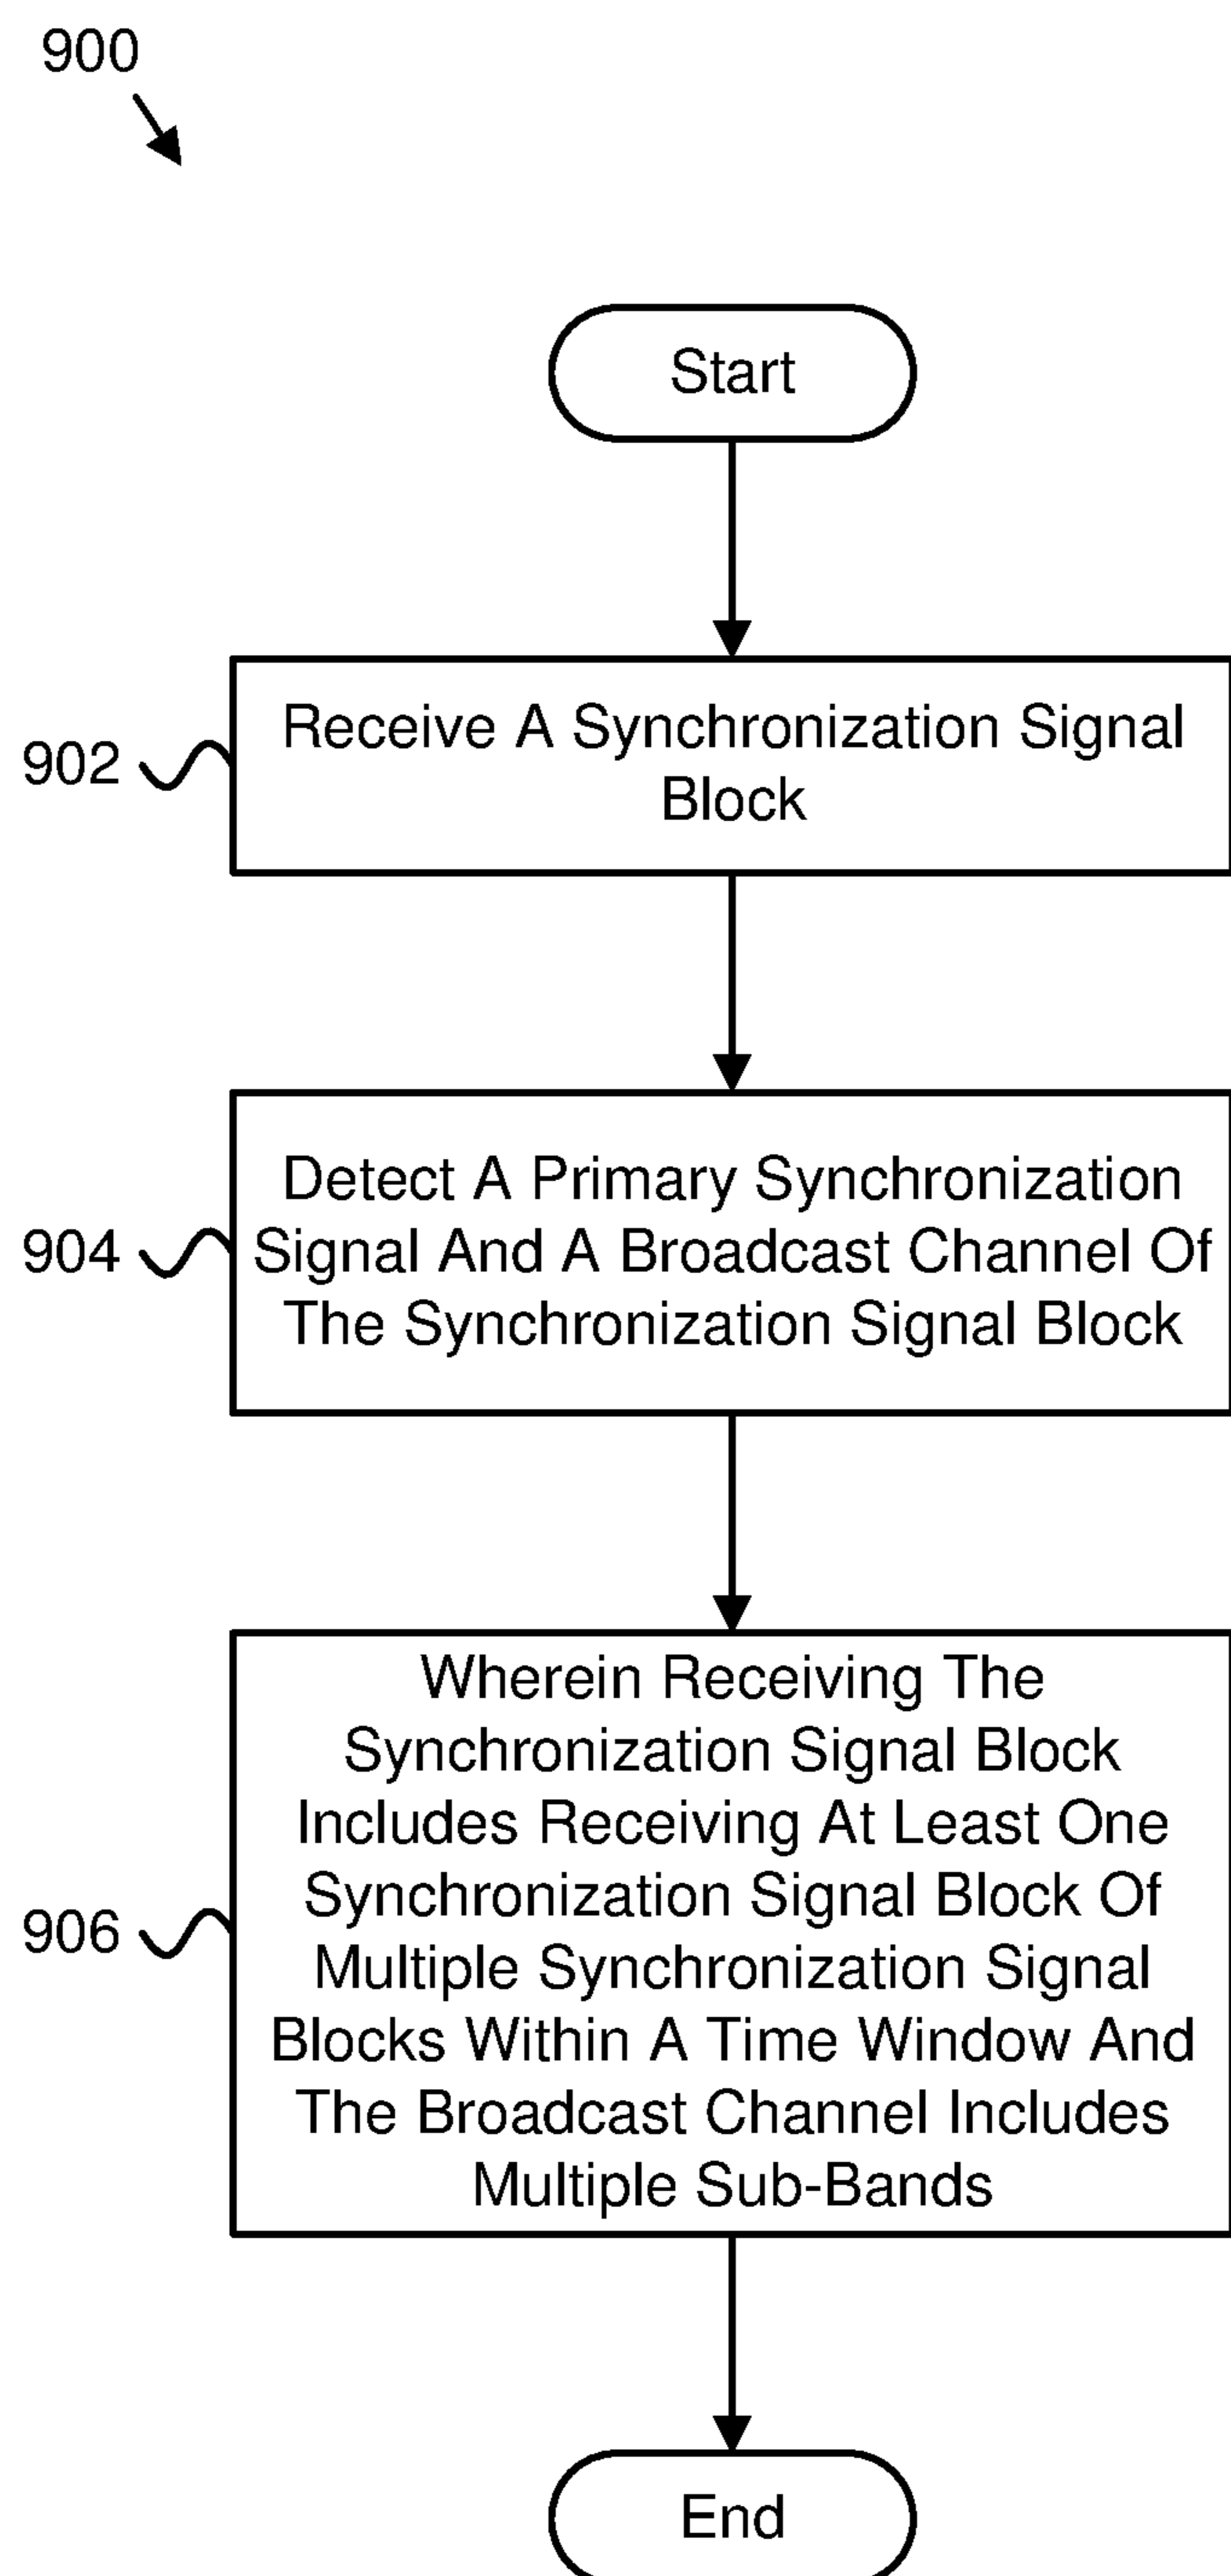 900
Start
902
Receive A Synchronization Signal
Block
904
Detect A Primary Synchronization
Signal And A Broadcast Channel Of
The Synchronization Signal Block
906
Wherein Receiving The
Synchronization Signal Block
Includes Receiving At Least One
Synchronization Signal Block Of
Multiple Synchronization Signal
Blocks Within A Time Window And
The Broadcast Channel Includes
Multiple Sub-Bands
End